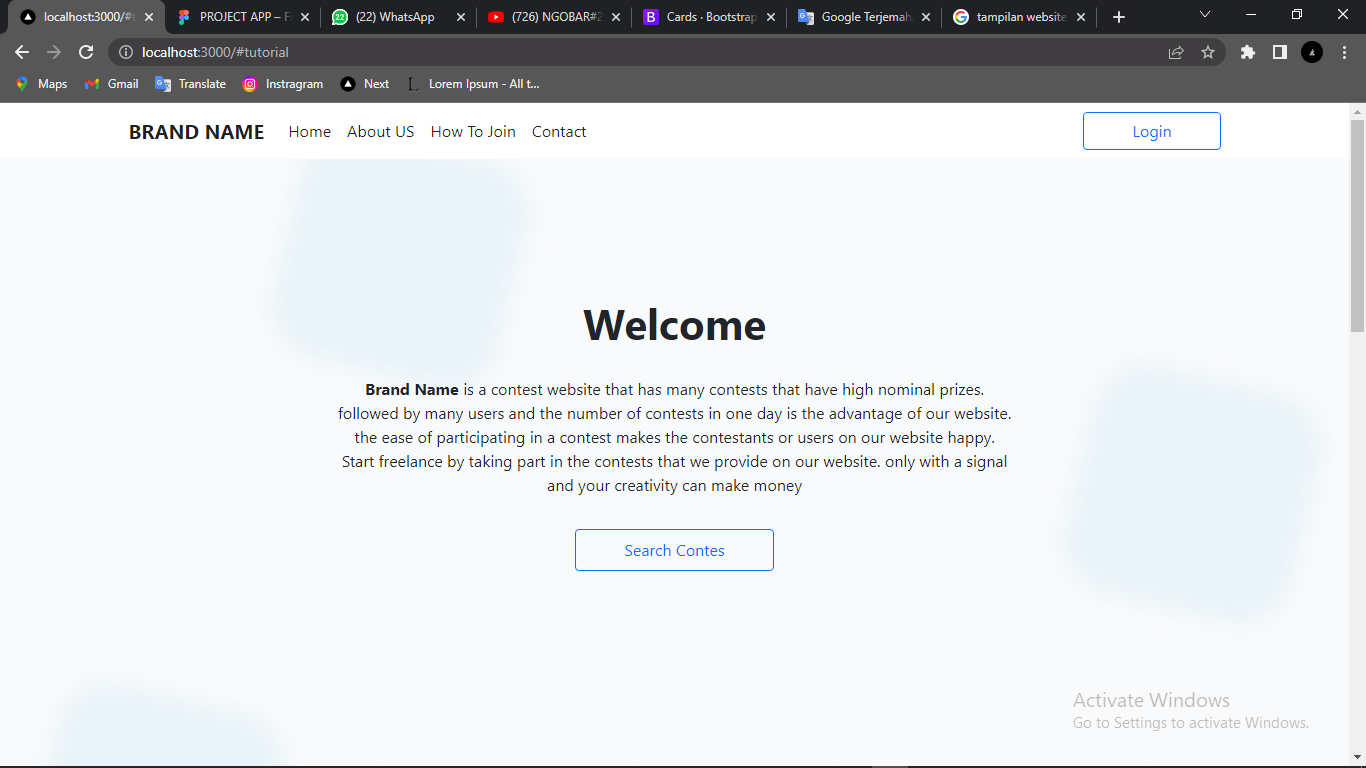 localhost:3000/#t
PROJECT APP – F
(22) WhatsApp
(726) NGOBAR#2
Cards · Bootstrap
Google Terjemah
tampilan website
localhost:3000/#tutorial
Maps
Gmail
Translate
Instragram
Next
Lorem Ipsum - All t...
BRAND NAME
Home
About US
How To Join
Contact
Login
Welcome
Brand Name is a contest website that has many contests that have high nominal prizes.
followed by many users and the number of contests in one day is the advantage of our website.
the ease of participating in a contest makes the contestants or users on our website happy.
Start freelance by taking part in the contests that we provide on our website. only with a signal
and your creativity can make money
Search Contes
Activate Windows
Go to Settings to activate Windows.